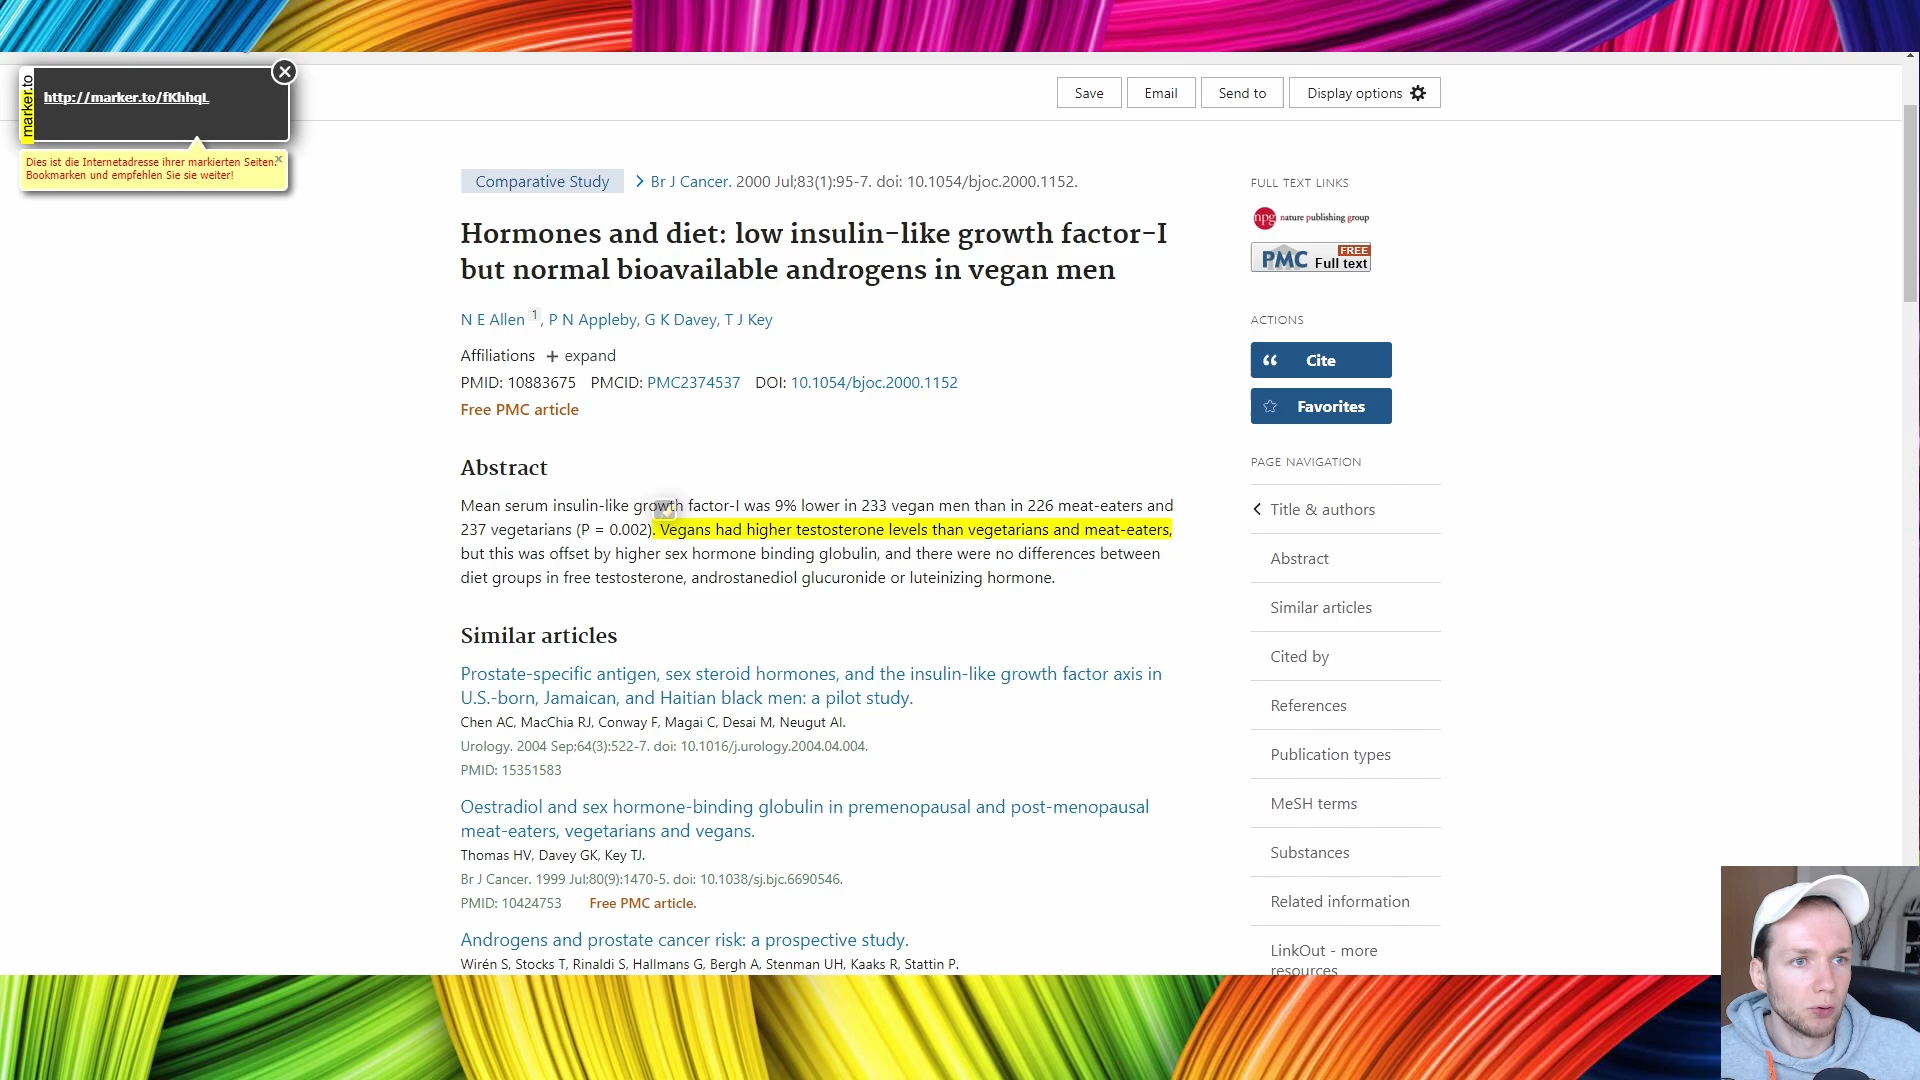 marker.to
http://marker.to/fKhhqL
Dies ist die Internetadresse ihrer markierten Seiten.
Bookmarken und empfehlen Sie sie weiter!
Save
Email
Send to
Display options
Comparative Study
Br J Cancer. 2000 Jul;83(1):95-7. doi: 10.1054/bjoc.2000.1152.
Hormones and diet: low insulin-like growth factor-I
but normal bioavailable androgens in vegan men
N E Allen 1, P N Appleby, G K Davey, T J Key
Affiliations + expand
PMID: 10883675 PMCID: PMC2374537 DOI: 10.1054/bjoc.2000.1152
Free PMC article
Abstract
Mean serum insulin-like growth factor-I was 9% lower in 233 vegan men than in 226 meat-eaters and
237 vegetarians (P = 0.002). Vegans had higher testosterone levels than vegetarians and meat-eaters,
but this was offset by higher sex hormone binding globulin, and there were no differences between
diet groups in free testosterone, androstanediol glucuronide or luteinizing hormone.
Similar articles
Prostate-specific antigen, sex steroid hormones, and the insulin-like growth factor axis in
U.S.-born, Jamaican, and Haitian black men: a pilot study.
Chen AC, MacChia RJ, Conway F, Magai C, Desai M, Neugut AI.
Urology. 2004 Sep;64(3):522-7. doi: 10.1016/j.urology.2004.04.004.
PMID: 15351583
Oestradiol and sex hormone-binding globulin in premenopausal and post-menopausal
meat-eaters, vegetarians and vegans.
Thomas HV, Davey GK, Key TJ.
Br J Cancer. 1999 Jul;80(9):1470-5. doi: 10.1038/sj.bjc.6690546.
PMID: 10424753 Free PMC article.
Androgens and prostate cancer risk: a prospective study.
Wirén S, Stocks T, Rinaldi S, Hallmans G, Bergh A, Stenman UH, Kaaks R, Stattin P.
FULL TEXT LINKS
npg nature publishing group
PMC FREE
Full text
ACTIONS
Cite
Favorites
PAGE NAVIGATION
Title & authors
Abstract
Similar articles
Cited by
References
Publication types
MeSH terms
Substances
Related information
LinkOut - more
resources